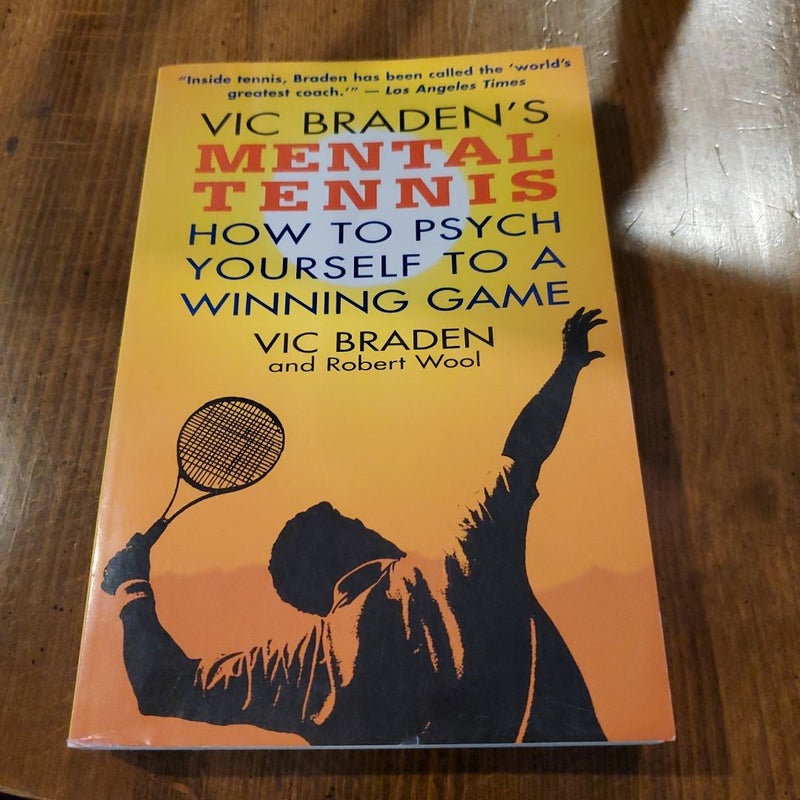 "Inside tennis, Braden has been called the 'world's
greatest coach.'" — Los Angeles Times
VIC BRADEN'S
MENTAL
TENNIS
HOW TO PSYCH
YOURSELF TO A
WINNING GAME
VIC BRADEN
and Robert Wool